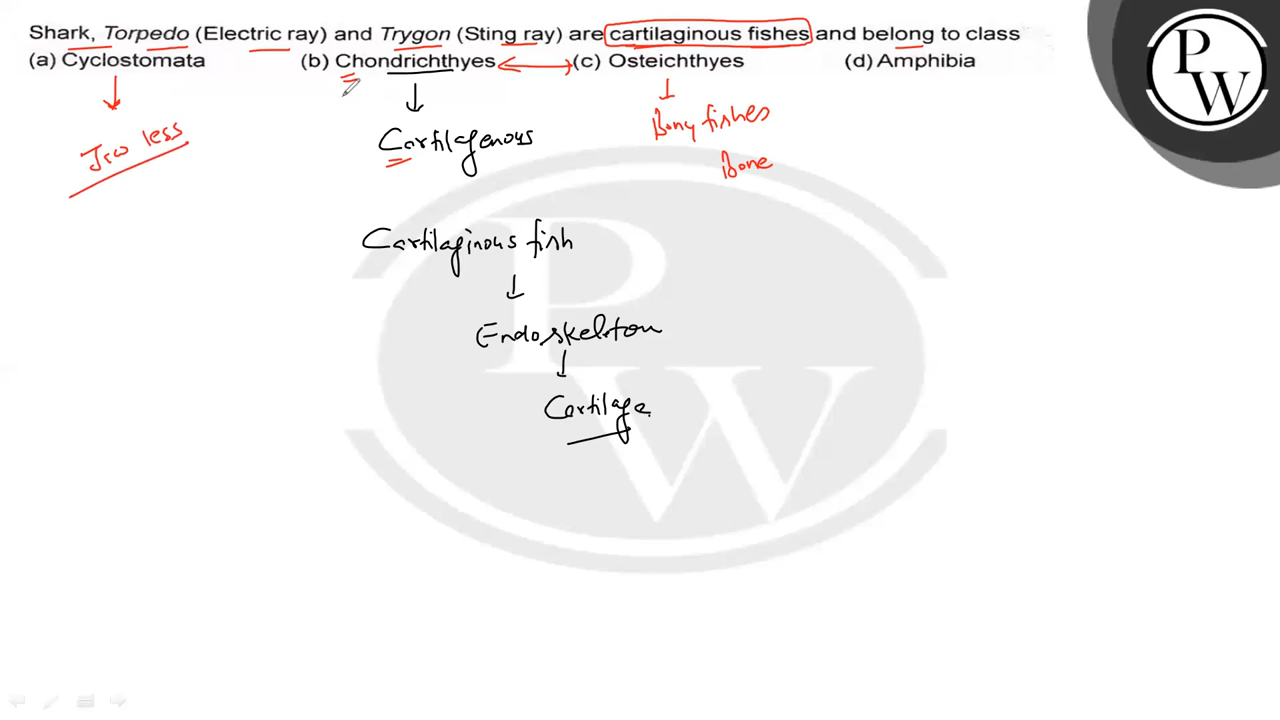 Shark, Torpedo (Electric ray) and Trygon (Sting ray) are cartilaginous fishes and belong to class
(a) Cyclostomata (b) Chondrichthyes (c) Osteichthyes (d) Amphibia
Jaw less
Cartilagenous
Bony fishes
Bone
Cartilaginous fish
Endoskeleton
Cartilage
P
W
P
W